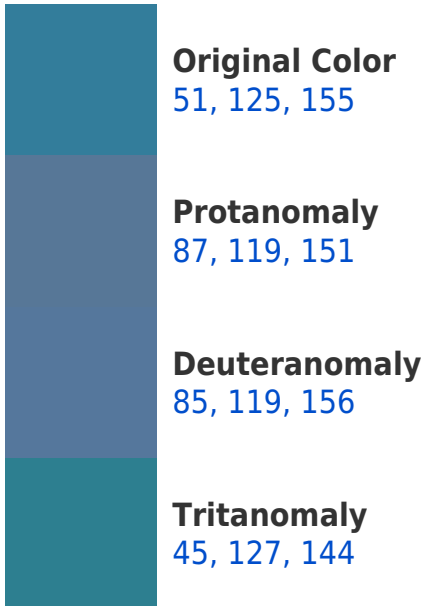 Original Color
51, 125, 155
Protanomaly
87, 119, 151
Deuteranomaly
85, 119, 156
Tritanomaly
45, 127, 144